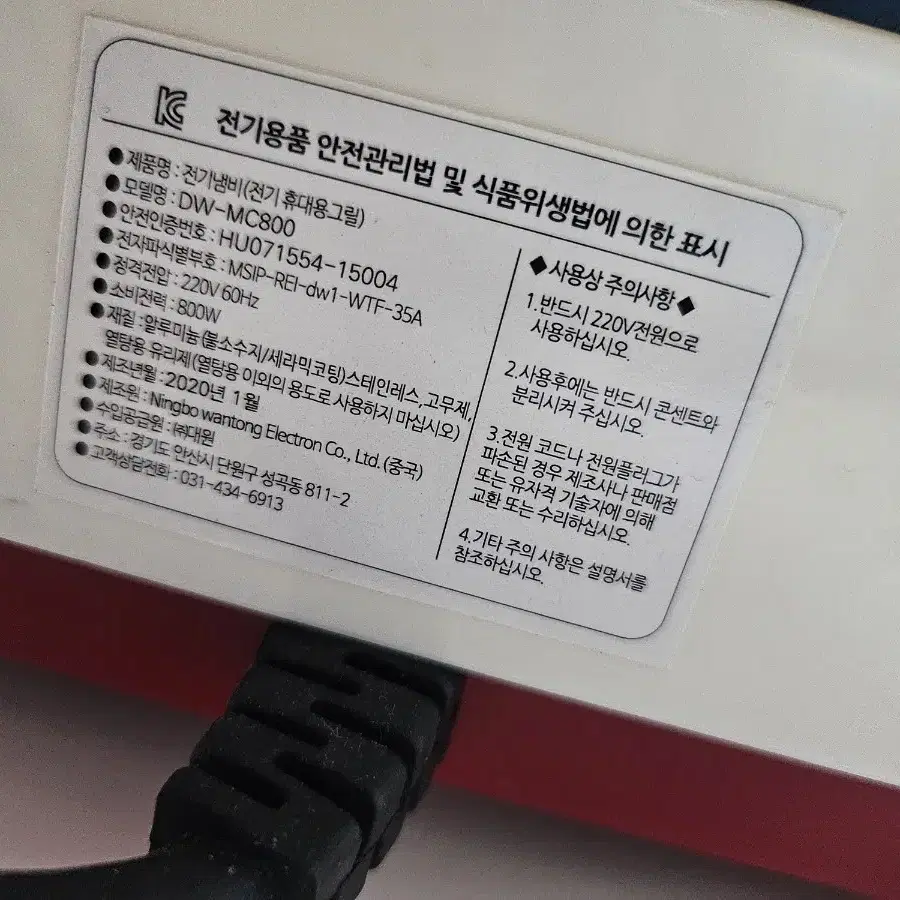 KC 전기용품 안전관리법 및 식품위생법에 의한 표시
● 제품명 : 전기냄비(전기 휴대용그릴)
● 모델명 : DW-MC800
● 안전인증번호 : HU071554-15004
● 전자파식별부호 : MSIP-REI-dw1-WTF-35A
● 정격전압 : 220V 60Hz
● 소비전력 : 800W
● 재질 : 알루미늄(불소수지/세라믹코팅)스테인레스,고무제,
열탕용 유리제(열탕용 이외의 용도로 사용하지 마십시오)
● 제조년월 : 2020년 1월
● 제조원 : Ningbo wantong Electron Co., Ltd. (중국)
● 수입공급원 : ㈜대원
● 주소 : 경기도 안산시 단원구 성곡동 811-2
● 고객상담전화 : 031-434-6913
◆사용상 주의사항◆
1.반드시 220V전원으로
사용하십시오.
2.사용후에는 반드시 콘센트와
분리시켜 주십시오.
3.전원 코드나 전원플러그가
파손된 경우 제조사나 판매점
또는 유자격 기술자에 의해
교환 또는 수리하십시오.
4.기타 주의 사항은 설명서를
참조하십시오.